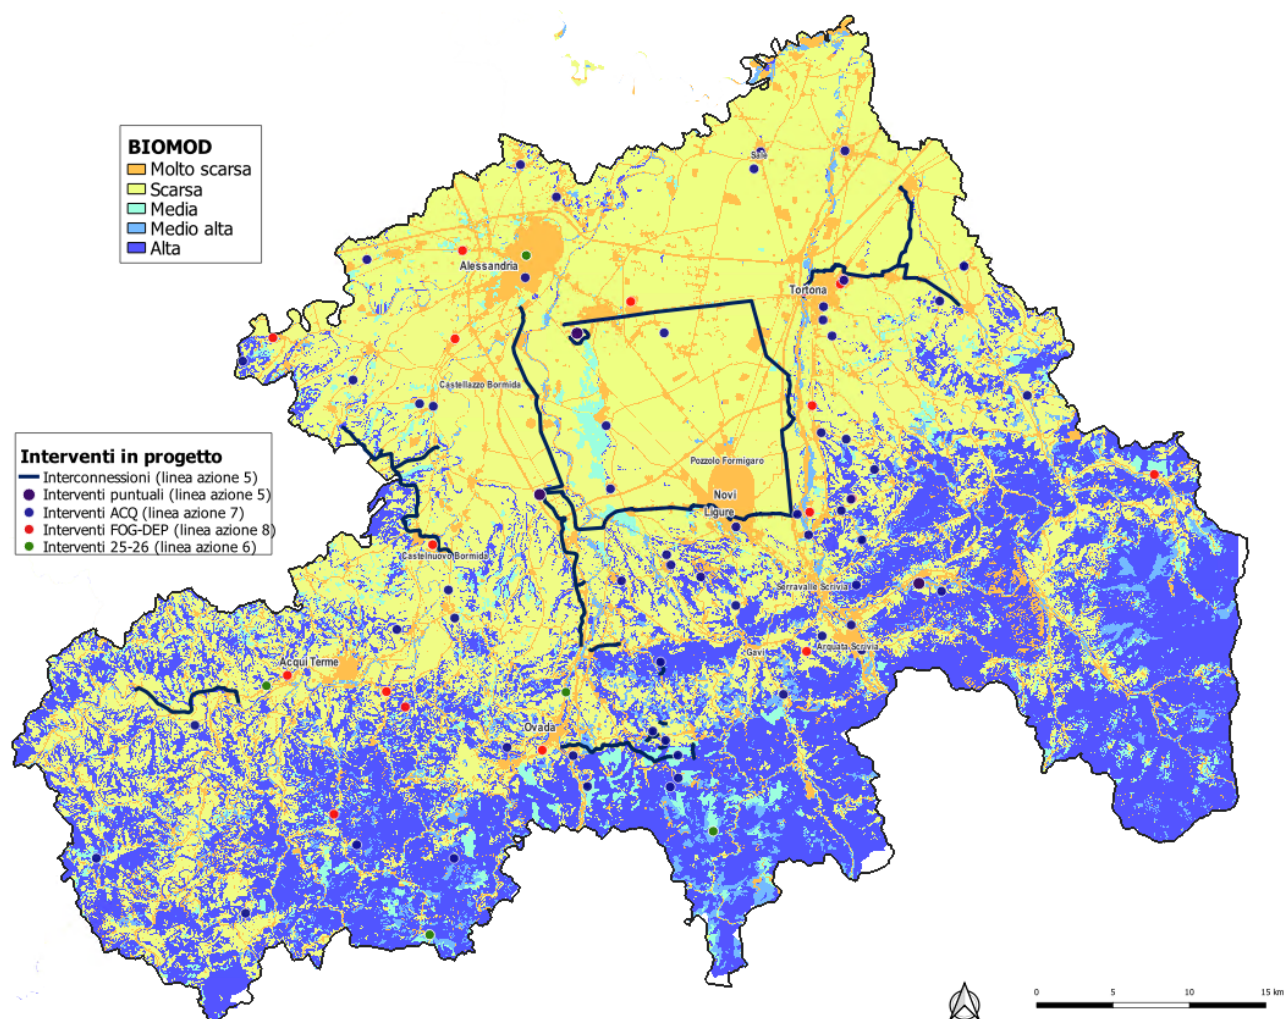 BIOMOD
Molto scarsa
Scarsa
Media
Medio alta
Alta
Sale
Alessandria
Tortona
Castellazzo Bormida
Interventi in progetto
Interconnessioni (linea azione 5)
Interventi puntuali (linea azione 5)
Interventi ACQ (linea azione 7)
Interventi FOG-DEP (linea azione 8)
Interventi 25-26 (linea azione 6)
Pozzolo Formigaro
Novi
Ligure
Castelnuovo Bormida
Serravalle Scrivia
Arquata Scrivia
Gavi
Acqui Terme
Ovada
0 5 10 15 km